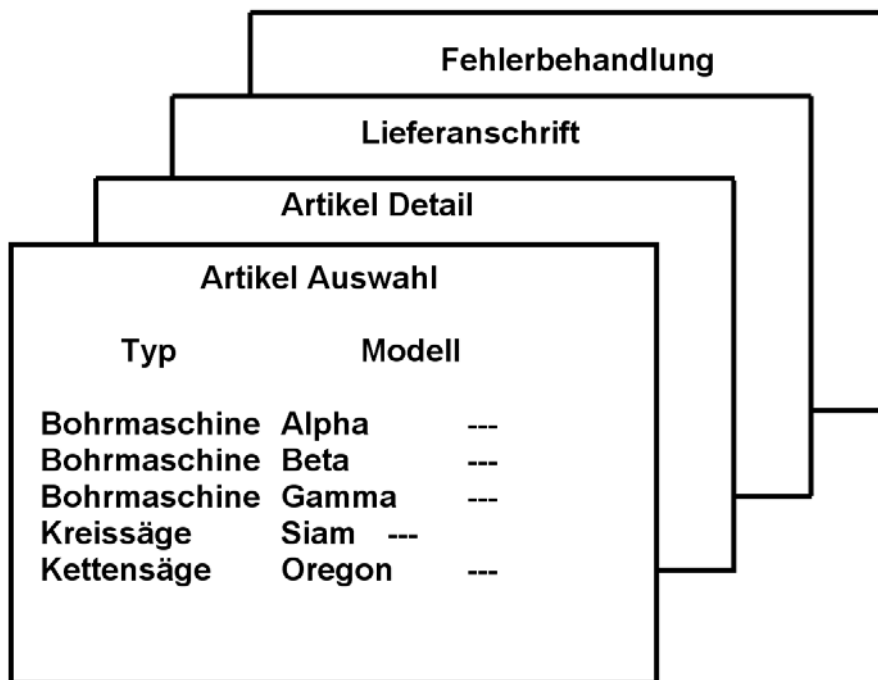 Fehlerbehandlung
Lieferanschrift
Artikel Detail
Artikel Auswahl
Typ Modell
Bohrmaschine Alpha ---
Bohrmaschine Beta ---
Bohrmaschine Gamma ---
Kreissäge Siam ---
Kettensäge Oregon ---